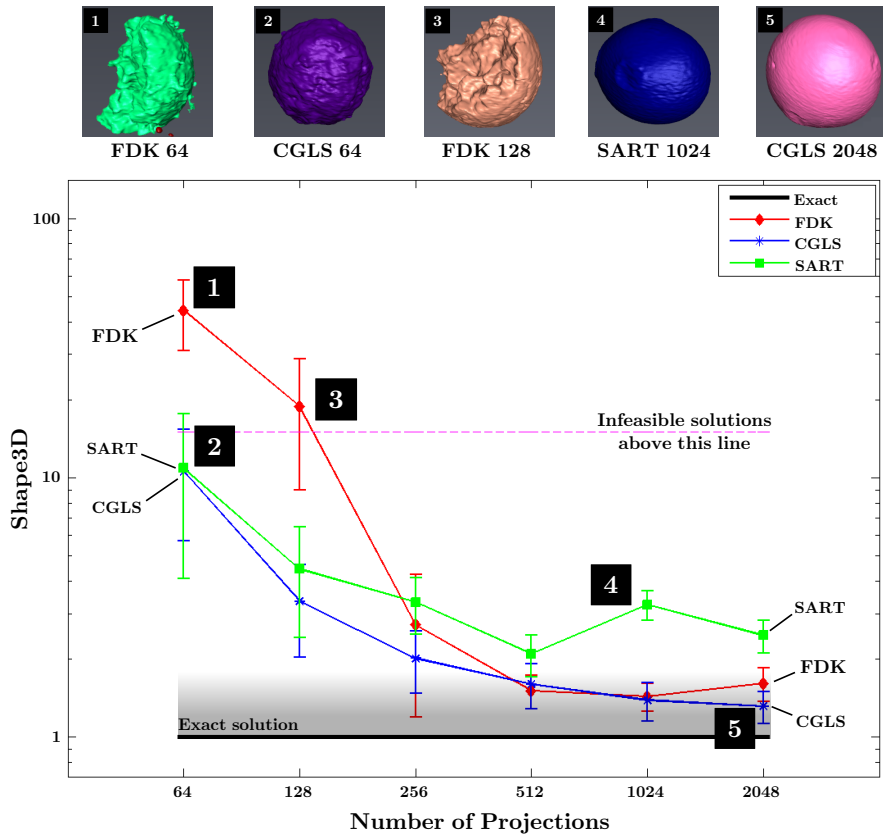 1
2
3
4
5
FDK 64
CGLS 64
FDK 128
SART 1024
CGLS 2048
Exact
FDK
CGLS
SART
100
10
1
Shape3D
1
FDK
3
Infeasible solutions
above this line
2
SART
CGLS
4
SART
FDK
CGLS
5
Exact solution
64
128
256
512
1024
2048
Number of Projections